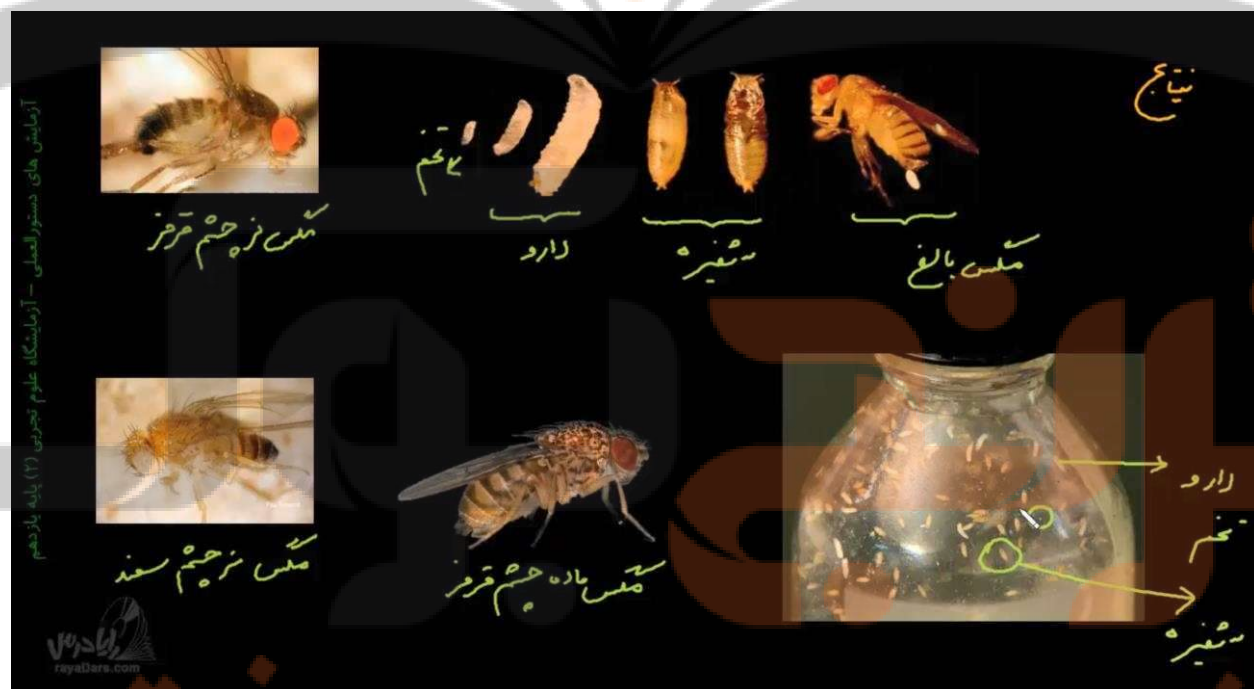 نتایج
تخم
لارو
شفیره
مگس بالغ
مگس نر چشم قرمز
مگس نر چشم سفید
مگس ماده چشم قرمز
لارو
تخم
شفیره
آزمایش های دستورالعملی – آزمایشگاه علوم تجربی (۲) پایه یازدهم
رایادرس
rayaDars.com